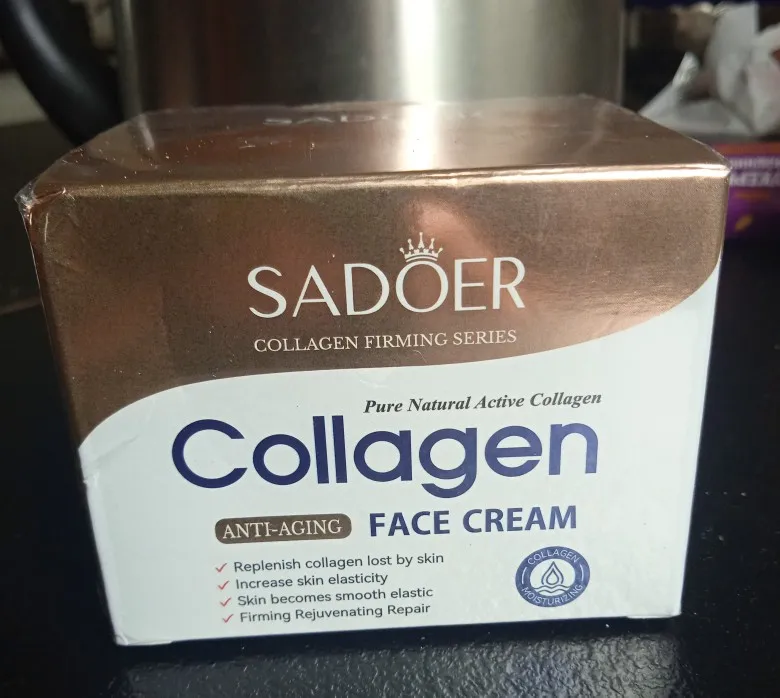 SADOER
SADOER
COLLAGEN FIRMING SERIES
Pure Natural Active Collagen
Collagen
ANTI-AGING FACE CREAM
✓ Replenish collagen lost by skin
✓ Increase skin elasticity
✓ Skin becomes smooth elastic
✓ Firming Rejuvenating Repair
COLLAGEN
MOISTURIZING